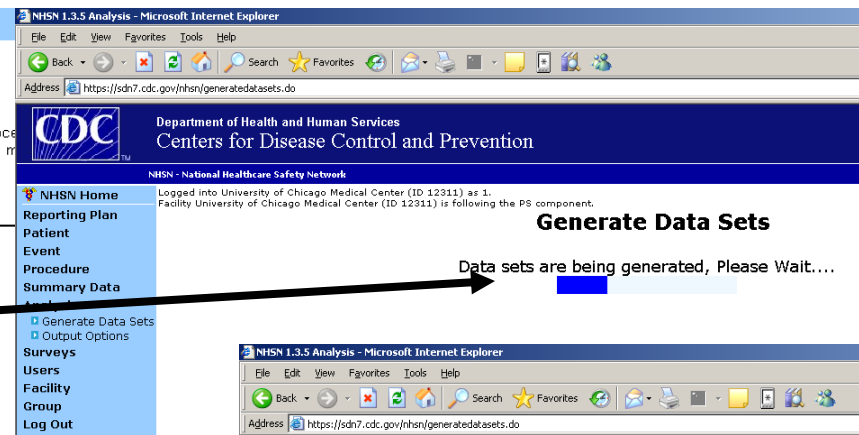 NHSN 1.3.5 Analysis - Microsoft Internet Explorer
File Edit View Favorites Tools Help
Back Search Favorites
Address https://sdn7.cdc.gov/nhsn/generatedatasets.do
CDC
TM
Department of Health and Human Services
Centers for Disease Control and Prevention
NHSN - National Healthcare Safety Network
NHSN Home
Reporting Plan
Patient
Event
Procedure
Summary Data
Generate Data Sets
Output Options
Surveys
Users
Facility
Group
Log Out
Logged into University of Chicago Medical Center (ID 12311) as 1.
Facility University of Chicago Medical Center (ID 12311) is following the PS component.
Generate Data Sets
Data sets are being generated, Please Wait....
NHSN 1.3.5 Analysis - Microsoft Internet Explorer
File Edit View Favorites Tools Help
Back Search Favorites
Address https://sdn7.cdc.gov/nhsn/generatedatasets.do